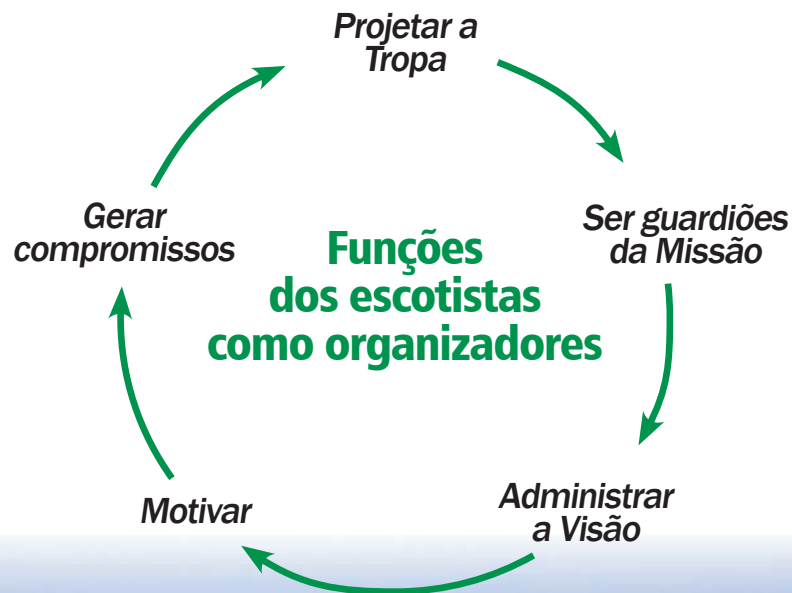 Projetar a
Tropa
Ser guardiões
da Missão
Administrar
a Visão
Motivar
Gerar
compromissos
Funções
dos escotistas
como organizadores